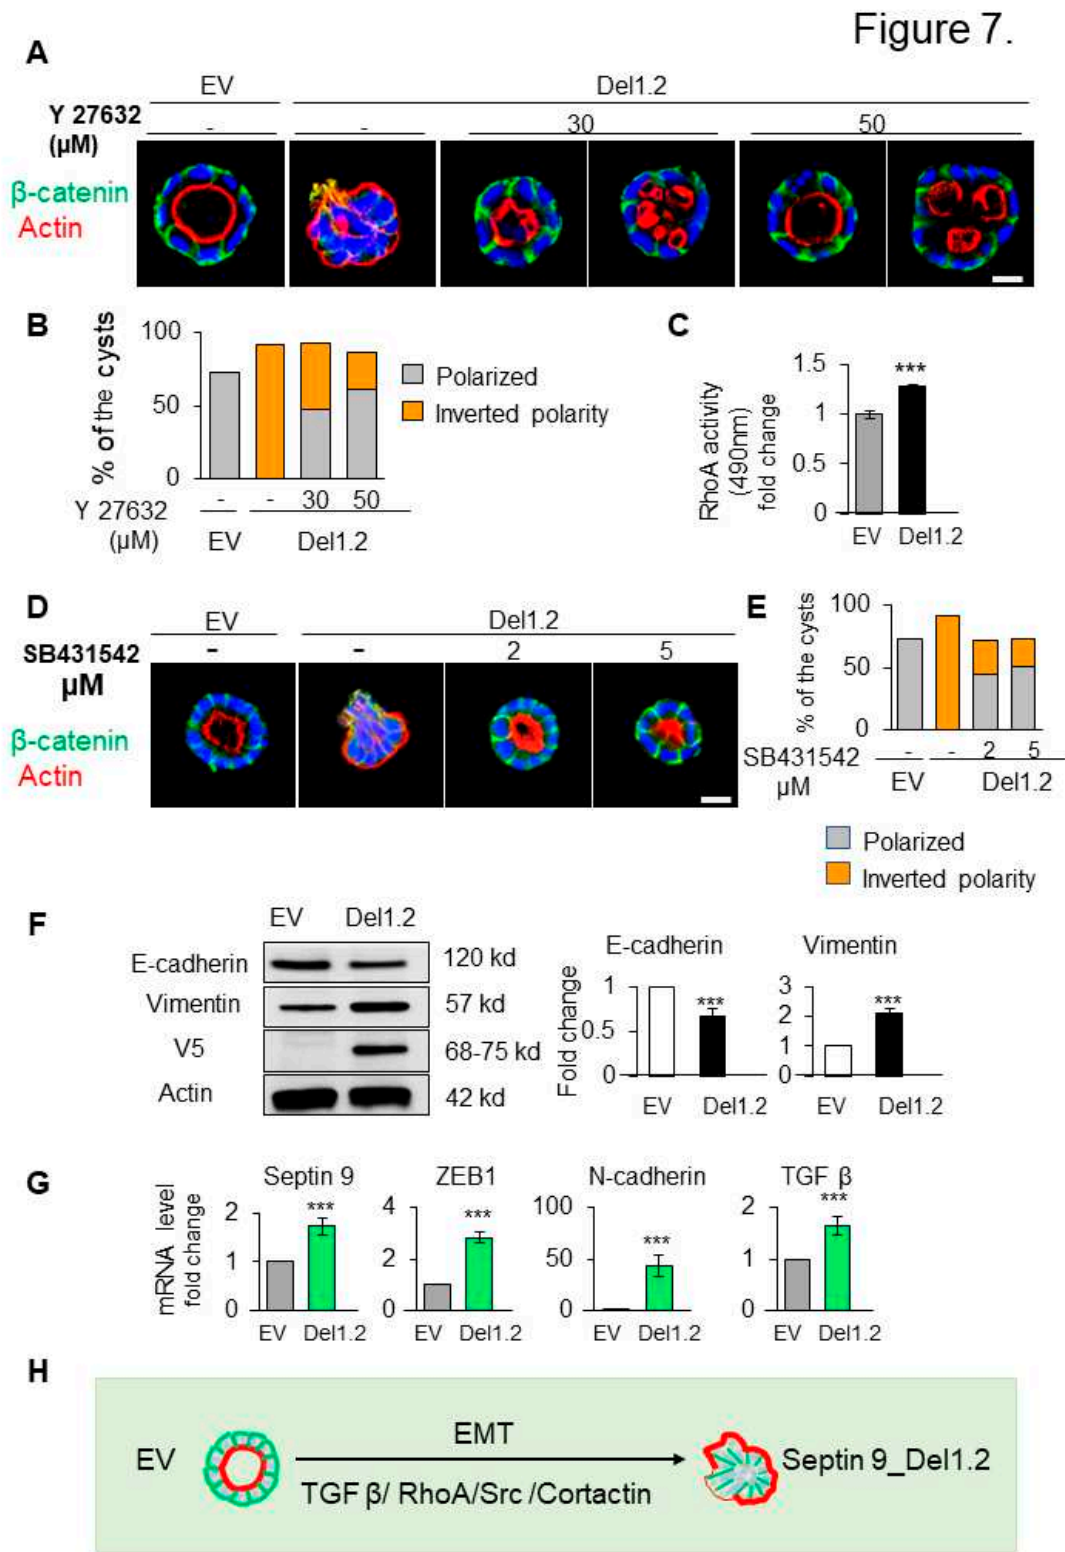 Figure 7.
A
EV Del1.2
Y 27632 (µM) - - 30 50
β-catenin
Actin
B
% of the cysts
100
50
0
Y 27632 (µM) - - 30 50
EV Del1.2
Polarized
Inverted polarity
C
RhoA activity
(490nm)
fold change
1.5
1
0.5
0
***
EV Del1.2
D
EV Del1.2
SB431542 µM - - 2 5
β-catenin
Actin
E
% of the cysts
100
50
0
SB431542 µM - - 2 5
EV Del1.2
Polarized
Inverted polarity
F
EV Del1.2
E-cadherin 120 kd
Vimentin 57 kd
V5 68-75 kd
Actin 42 kd
E-cadherin
Fold change
1
0.5
0
***
EV Del1.2
Vimentin
3
2
1
0
***
EV Del1.2
G
mRNA level
fold change
Septin 9
2
1
0
***
EV Del1.2
ZEB1
4
2
0
***
EV Del1.2
N-cadherin
100
50
0
***
EV Del1.2
TGF β
2
1
0
***
EV Del1.2
H
EV
EMT
TGF β/ RhoA/Src /Cortactin
Septin 9_Del1.2